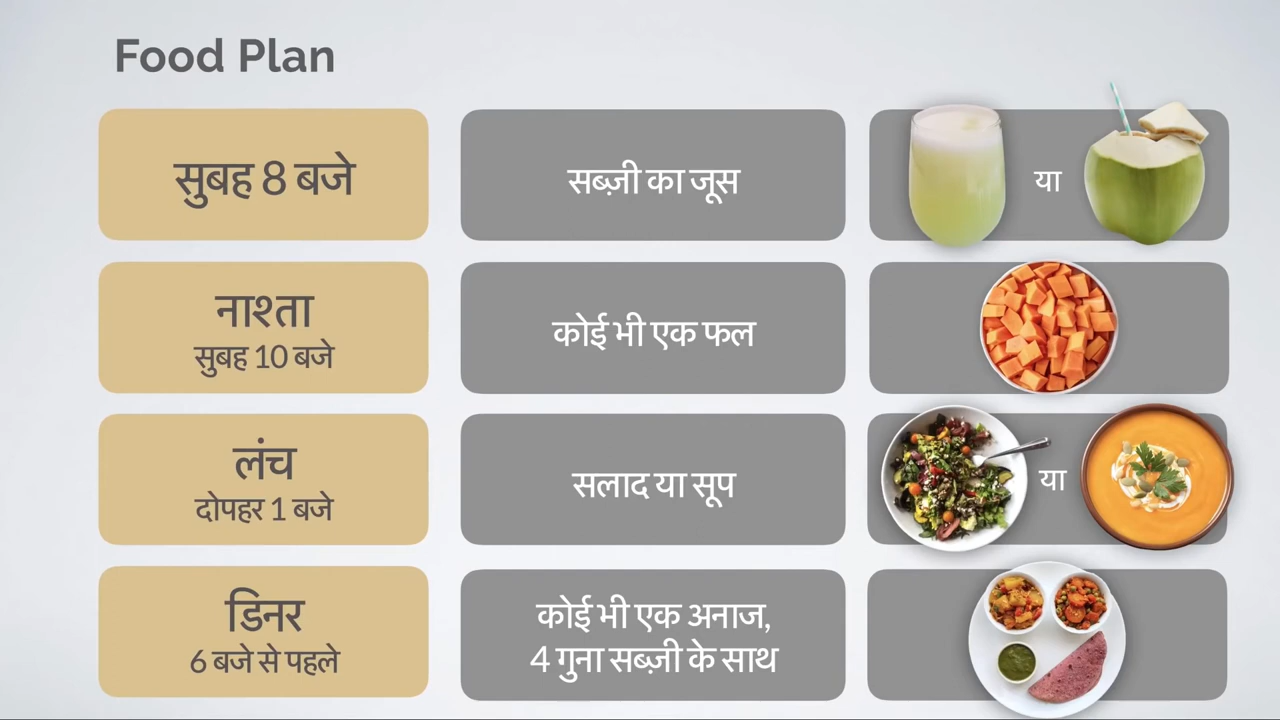 Food Plan
सुबह 8 बजे
सब्ज़ी का जूस
या
नाश्ता
सुबह 10 बजे
कोई भी एक फल
लंच
दोपहर 1 बजे
सलाद या सूप
या
डिनर
6 बजे से पहले
कोई भी एक अनाज,
4 गुना सब्ज़ी के साथ